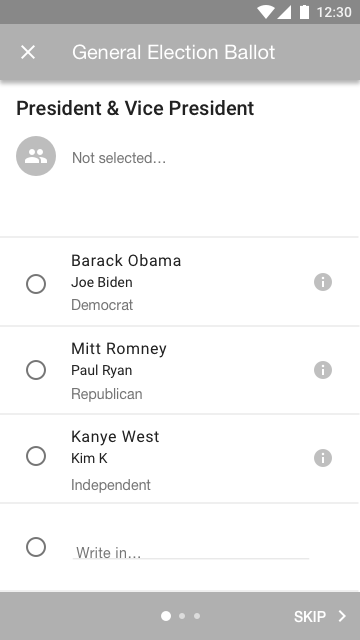 12:30
General Election Ballot
President & Vice President
Not selected...
Barack Obama
Joe Biden
Democrat
Mitt Romney
Paul Ryan
Republican
Kanye West
Kim K
Independent
Write in...
SKIP